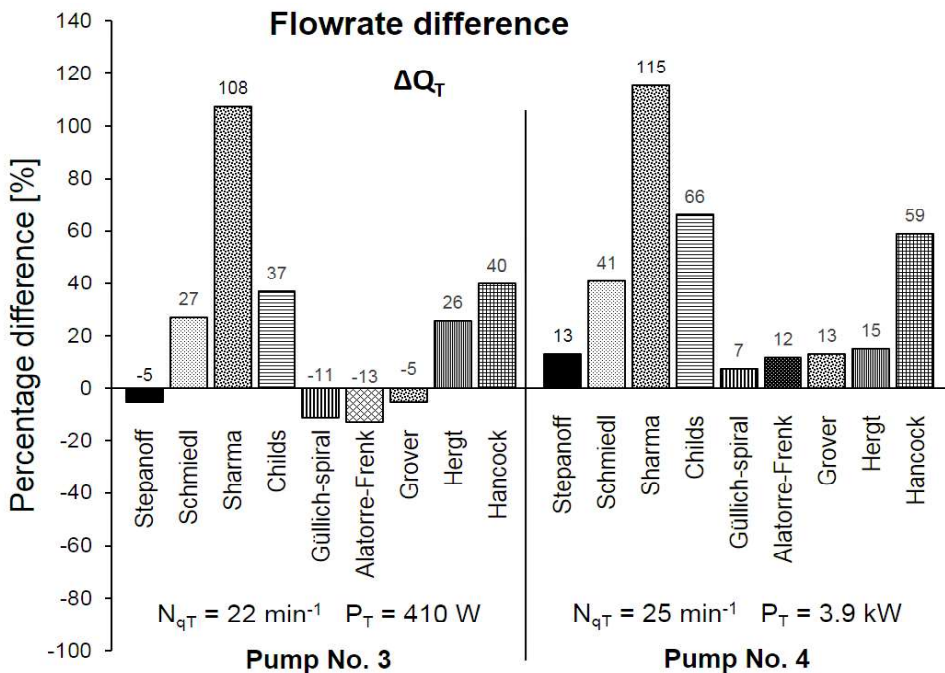 Flowrate difference
ΔQT
Percentage difference [%]
140
120
100
80
60
40
20
0
-20
-40
-60
-80
-100
-5
27
108
37
-11
-13
-5
26
40
13
41
115
66
7
12
13
15
59
Stepanoff
Schmiedl
Sharma
Childs
Güllich-spiral
Alatorre-Frenk
Grover
Hergt
Hancock
Stepanoff
Schmiedl
Sharma
Childs
Güllich-spiral
Alatorre-Frenk
Grover
Hergt
Hancock
NqT = 22 min-1 PT = 410 W
NqT = 25 min-1 PT = 3.9 kW
Pump No. 3
Pump No. 4